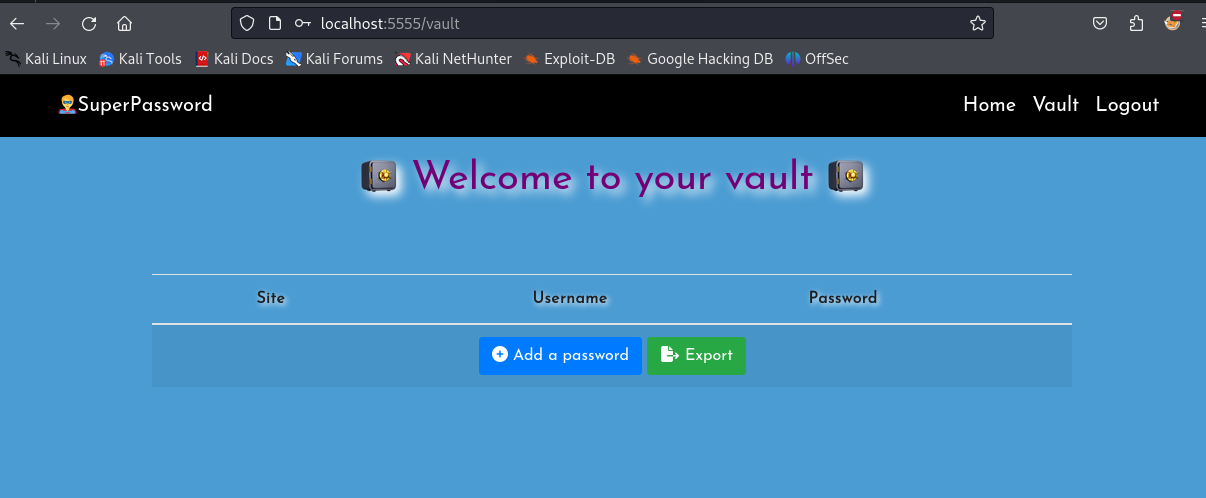 localhost:5555/vault
Kali Linux Kali Tools Kali Docs Kali Forums Kali NetHunter Exploit-DB Google Hacking DB OffSec
SuperPassword Home Vault Logout
Welcome to your vault
Site Username Password
Add a password Export